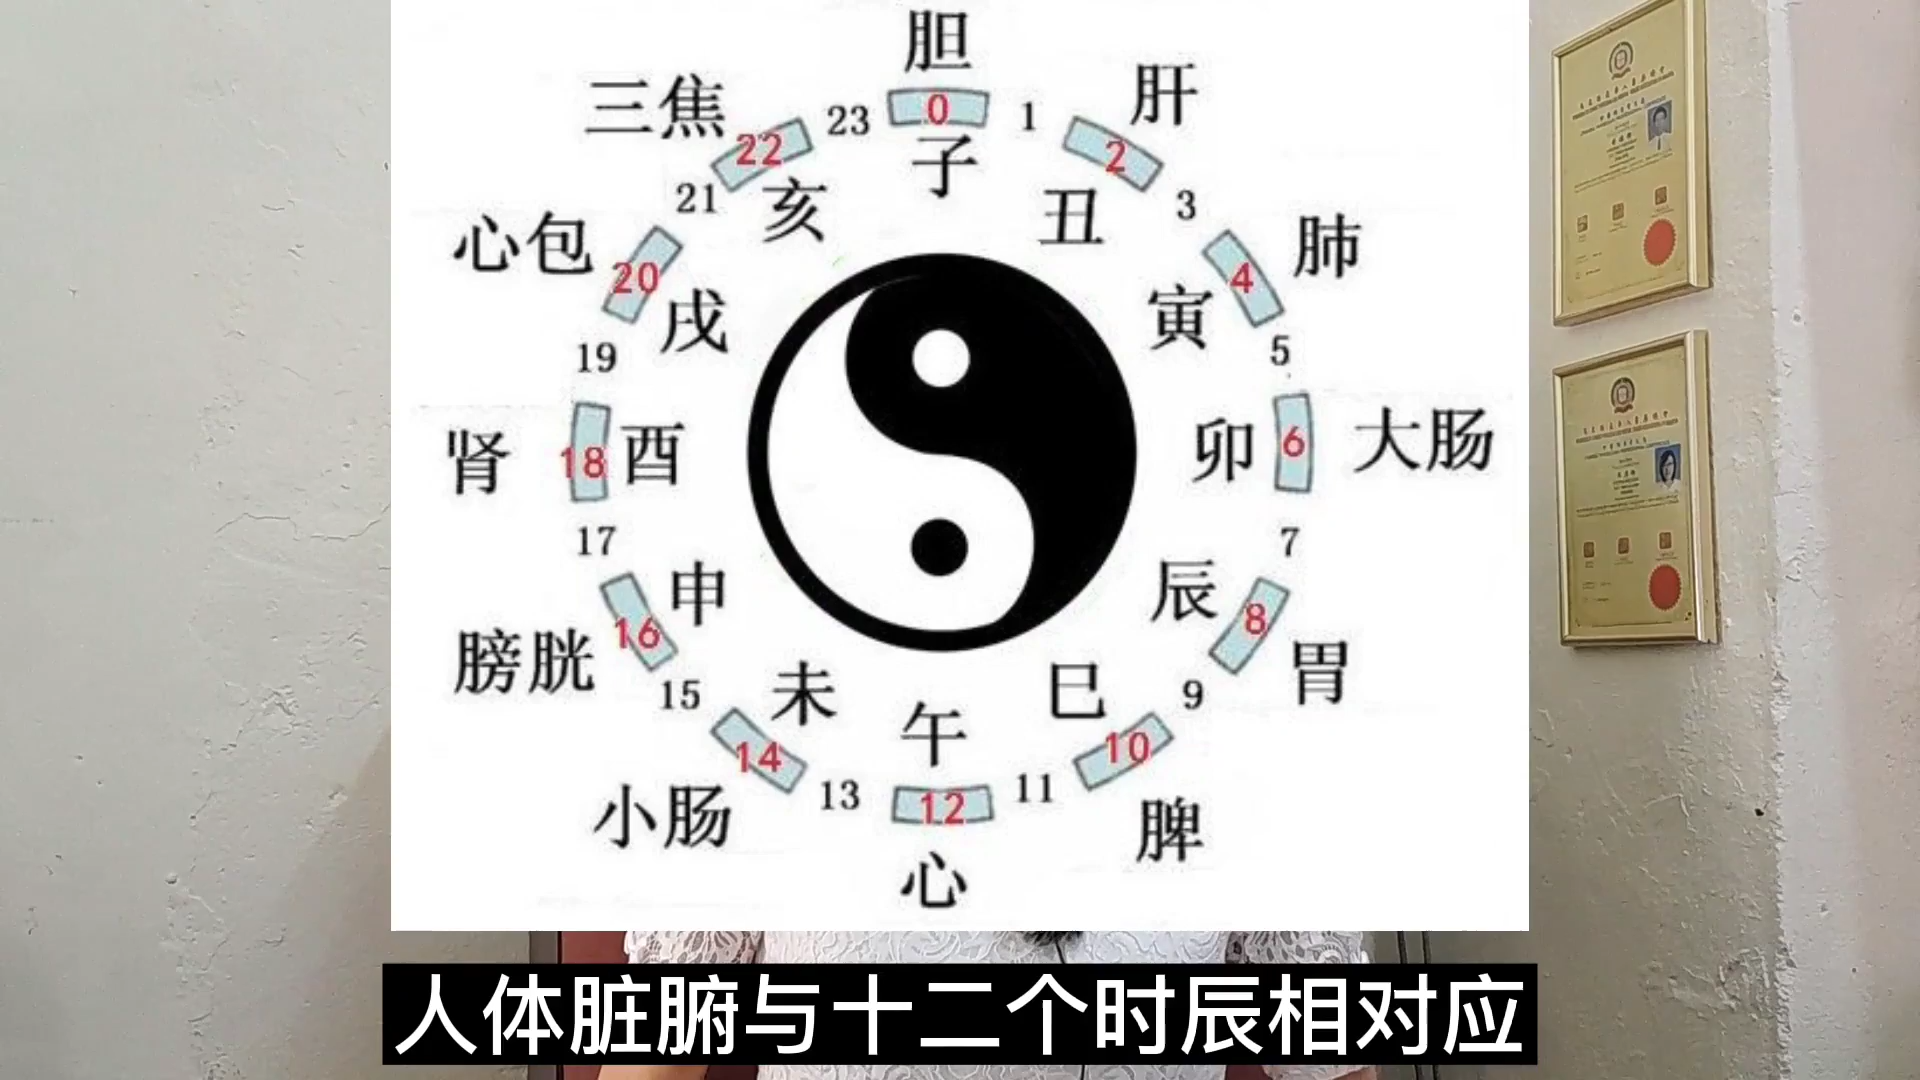 胆
肝
三焦
0
23
1
22
2
子
21
亥
丑
3
心包
肺
20
4
戌
寅
19
5
肾
18
酉
卯
6
大肠
17
7
申
辰
8
16
膀胱
胃
15
未
巳
9
午
14
10
小肠
13
12
11
脾
心
人体脏腑与十二个时辰相对应